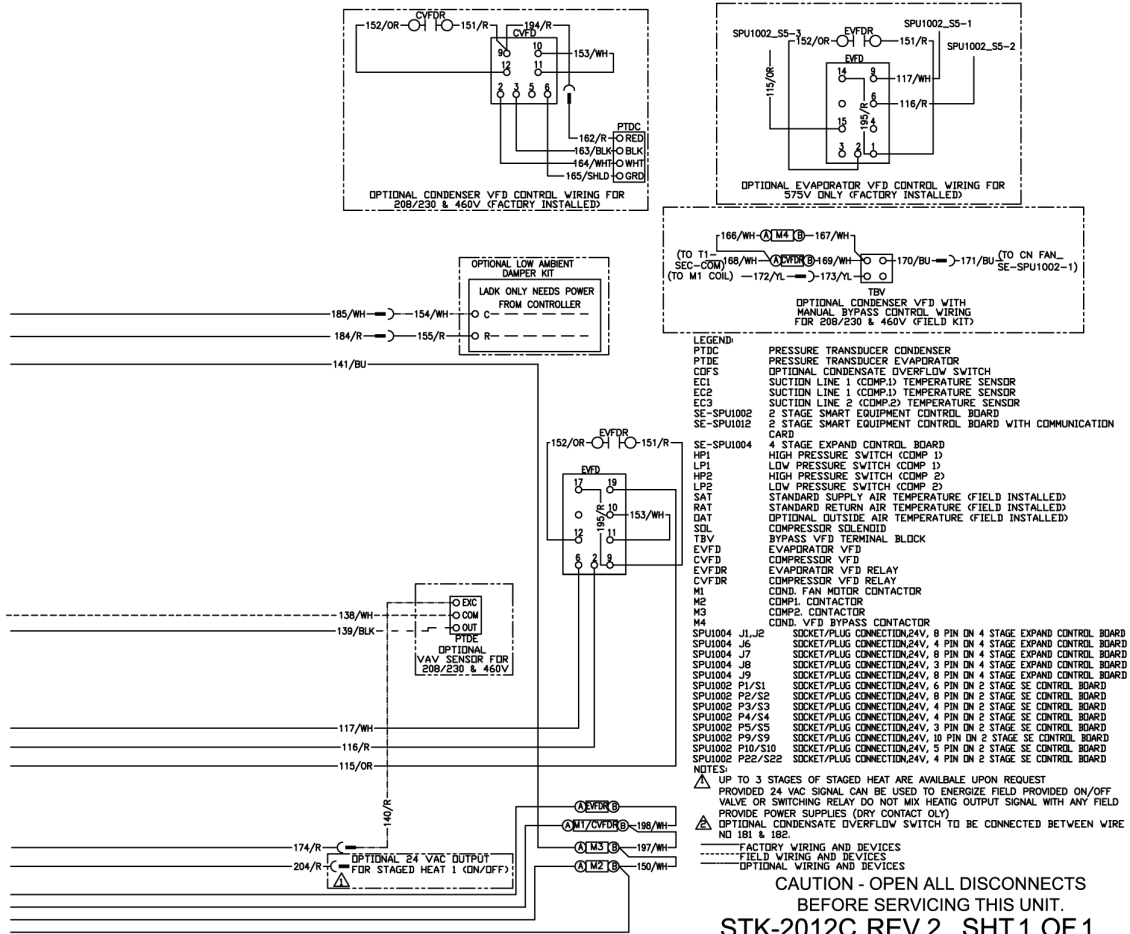 152/OR
CVFDR
151/R
194/R
CVFD
9
10
153/WH
12
11
2
3
5
6
PTDC
162/R
RED
163/BLK
BLK
164/WHT
WHT
165/SHLD
GRD
OPTIONAL CONDENSER VFD CONTROL WIRING FOR
208/230 & 460V (FACTORY INSTALLED)
SPU1002_S5-1
SPU1002_S5-3
152/OR
EVFDR
151/R
SPU1002_S5-2
EVFD
14
9
117/WH
115/OR
6
116/R
195/R
15
4
3
2
1
OPTIONAL EVAPORATOR VFD CONTROL WIRING FOR
575V ONLY (FACTORY INSTALLED)
166/WH
A M4 B
167/WH
(TO T1-
SEC-COM)
168/WH
A CVFDR B
169/WH
170/BU
171/BU
(TO CN FAN_
SE-SPU1002-1)
(TO M1 COIL)
172/YL
173/YL
TBV
OPTIONAL CONDENSER VFD WITH
MANUAL BYPASS CONTROL WIRING
FOR 208/230 & 460V (FIELD KIT)
OPTIONAL LOW AMBIENT
DAMPER KIT
LADK ONLY NEEDS POWER
FROM CONTROLLER
185/WH
154/WH
C
184/R
155/R
R
141/BU
LEGEND:
PTDC PRESSURE TRANSDUCER CONDENSER
PTDE PRESSURE TRANSDUCER EVAPORATOR
COFS OPTIONAL CONDENSATE OVERFLOW SWITCH
EC1 SUCTION LINE 1 (COMP.1) TEMPERATURE SENSOR
EC2 SUCTION LINE 1 (COMP.1) TEMPERATURE SENSOR
EC3 SUCTION LINE 2 (COMP.2) TEMPERATURE SENSOR
SE-SPU1002 2 STAGE SMART EQUIPMENT CONTROL BOARD
SE-SPU1012 2 STAGE SMART EQUIPMENT CONTROL BOARD WITH COMMUNICATION
CARD
SE-SPU1004 4 STAGE EXPAND CONTROL BOARD
HP1 HIGH PRESSURE SWITCH (COMP 1)
LP1 LOW PRESSURE SWITCH (COMP 1)
HP2 HIGH PRESSURE SWITCH (COMP 2)
LP2 LOW PRESSURE SWITCH (COMP 2)
SAT STANDARD SUPPLY AIR TEMPERATURE (FIELD INSTALLED)
RAT STANDARD RETURN AIR TEMPERATURE (FIELD INSTALLED)
OAT OPTIONAL OUTSIDE AIR TEMPERATURE (FIELD INSTALLED)
SOL COMPRESSOR SOLENOID
TBV BYPASS VFD TERMINAL BLOCK
EVFD EVAPORATOR VFD
CVFD COMPRESSOR VFD
EVFDR EVAPORATOR VFD RELAY
CVFDR COMPRESSOR VFD RELAY
M1 COND. FAN MOTOR CONTACTOR
M2 COMP1. CONTACTOR
M3 COMP2. CONTACTOR
M4 COND. VFD BYPASS CONTACTOR
SPU1004 J1,J2 SOCKET/PLUG CONNECTION,24V, 8 PIN ON 4 STAGE EXPAND CONTROL BOARD
SPU1004 J6 SOCKET/PLUG CONNECTION,24V, 4 PIN ON 4 STAGE EXPAND CONTROL BOARD
SPU1004 J7 SOCKET/PLUG CONNECTION,24V, 8 PIN ON 4 STAGE EXPAND CONTROL BOARD
SPU1004 J8 SOCKET/PLUG CONNECTION,24V, 3 PIN ON 4 STAGE EXPAND CONTROL BOARD
SPU1004 J9 SOCKET/PLUG CONNECTION,24V, 8 PIN ON 4 STAGE EXPAND CONTROL BOARD
SPU1002 P1/S1 SOCKET/PLUG CONNECTION,24V, 6 PIN ON 2 STAGE SE CONTROL BOARD
SPU1002 P2/S2 SOCKET/PLUG CONNECTION,24V, 8 PIN ON 2 STAGE SE CONTROL BOARD
SPU1002 P3/S3 SOCKET/PLUG CONNECTION,24V, 4 PIN ON 2 STAGE SE CONTROL BOARD
SPU1002 P4/S4 SOCKET/PLUG CONNECTION,24V, 4 PIN ON 2 STAGE SE CONTROL BOARD
SPU1002 P5/S5 SOCKET/PLUG CONNECTION,24V, 3 PIN ON 2 STAGE SE CONTROL BOARD
SPU1002 P9/S9 SOCKET/PLUG CONNECTION,24V, 10 PIN ON 2 STAGE SE CONTROL BOARD
SPU1002 P10/S10 SOCKET/PLUG CONNECTION,24V, 5 PIN ON 2 STAGE SE CONTROL BOARD
SPU1002 P22/S22 SOCKET/PLUG CONNECTION,24V, 4 PIN ON 2 STAGE SE CONTROL BOARD
NOTES:
1 UP TO 3 STAGES OF STAGED HEAT ARE AVAILBALE UPON REQUEST
PROVIDED 24 VAC SIGNAL CAN BE USED TO ENERGIZE FIELD PROVIDED ON/OFF
VALVE OR SWITCHING RELAY DO NOT MIX HEATIG OUTPUT SIGNAL WITH ANY FIELD
PROVIDE POWER SUPPLIES (DRY CONTACT OLY)
2 OPTIONAL CONDENSATE OVERFLOW SWITCH TO BE CONNECTED BETWEEN WIRE
NO 181 & 182.
FACTORY WIRING AND DEVICES
FIELD WIRING AND DEVICES
OPTIONAL WIRING AND DEVICES
152/OR
EVFDR
151/R
EVFD
17
19
195/R
10
153/WH
12
11
6
2
9
138/WH
139/BLK
EXC
COM
OUT
PTDE
OPTIONAL
VAV SENSOR FOR
208/230 & 460V
117/WH
116/R
115/OR
140/R
A EVFDR B
A M1/CVFDR B
198/WH
174/R
A M3 B
197/WH
204/R
OPTIONAL 24 VAC OUTPUT
FOR STAGED HEAT 1 (ON/OFF)
1
A M2 B
150/WH
CAUTION - OPEN ALL DISCONNECTS
BEFORE SERVICING THIS UNIT.
STK-2012C REV 2 SHT 1 OF 1